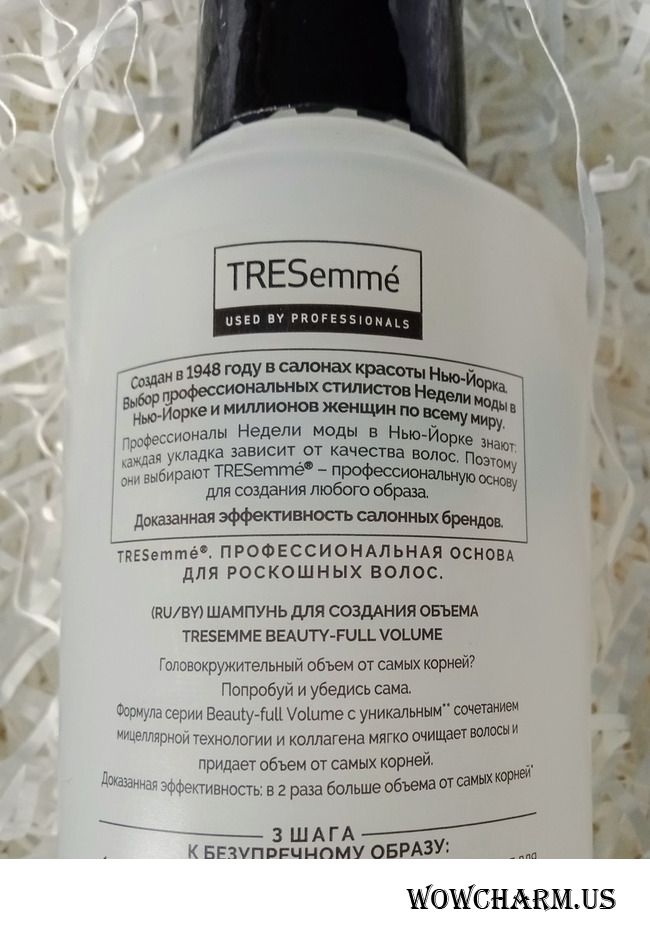 TRESemmé
USED BY PROFESSIONALS
Создан в 1948 году в салонах красоты Нью-Йорка.
Выбор профессиональных стилистов Недели моды в
Нью-Йорке и миллионов женщин по всему миру.
Профессионалы Недели моды в Нью-Йорке знают:
каждая укладка зависит от качества волос. Поэтому
они выбирают TRESemmé® – профессиональную основу
для создания любого образа.
Доказанная эффективность салонных брендов.
TRESemmé®. ПРОФЕССИОНАЛЬНАЯ ОСНОВА
ДЛЯ РОСКОШНЫХ ВОЛОС.
(RU/BY) ШАМПУНЬ ДЛЯ СОЗДАНИЯ ОБЪЕМА
TRESEMME BEAUTY-FULL VOLUME
Головокружительный объем от самых корней?
Попробуй и убедись сама.
Формула серии Beauty-full Volume с уникальным** сочетанием
мицеллярной технологии и коллагена мягко очищает волосы и
придает объем от самых корней.
Доказанная эффективность: в 2 раза больше объема от самых корней*
3 ШАГА
К БЕЗУПРЕЧНОМУ ОБРАЗУ:
WOWCHARM.US